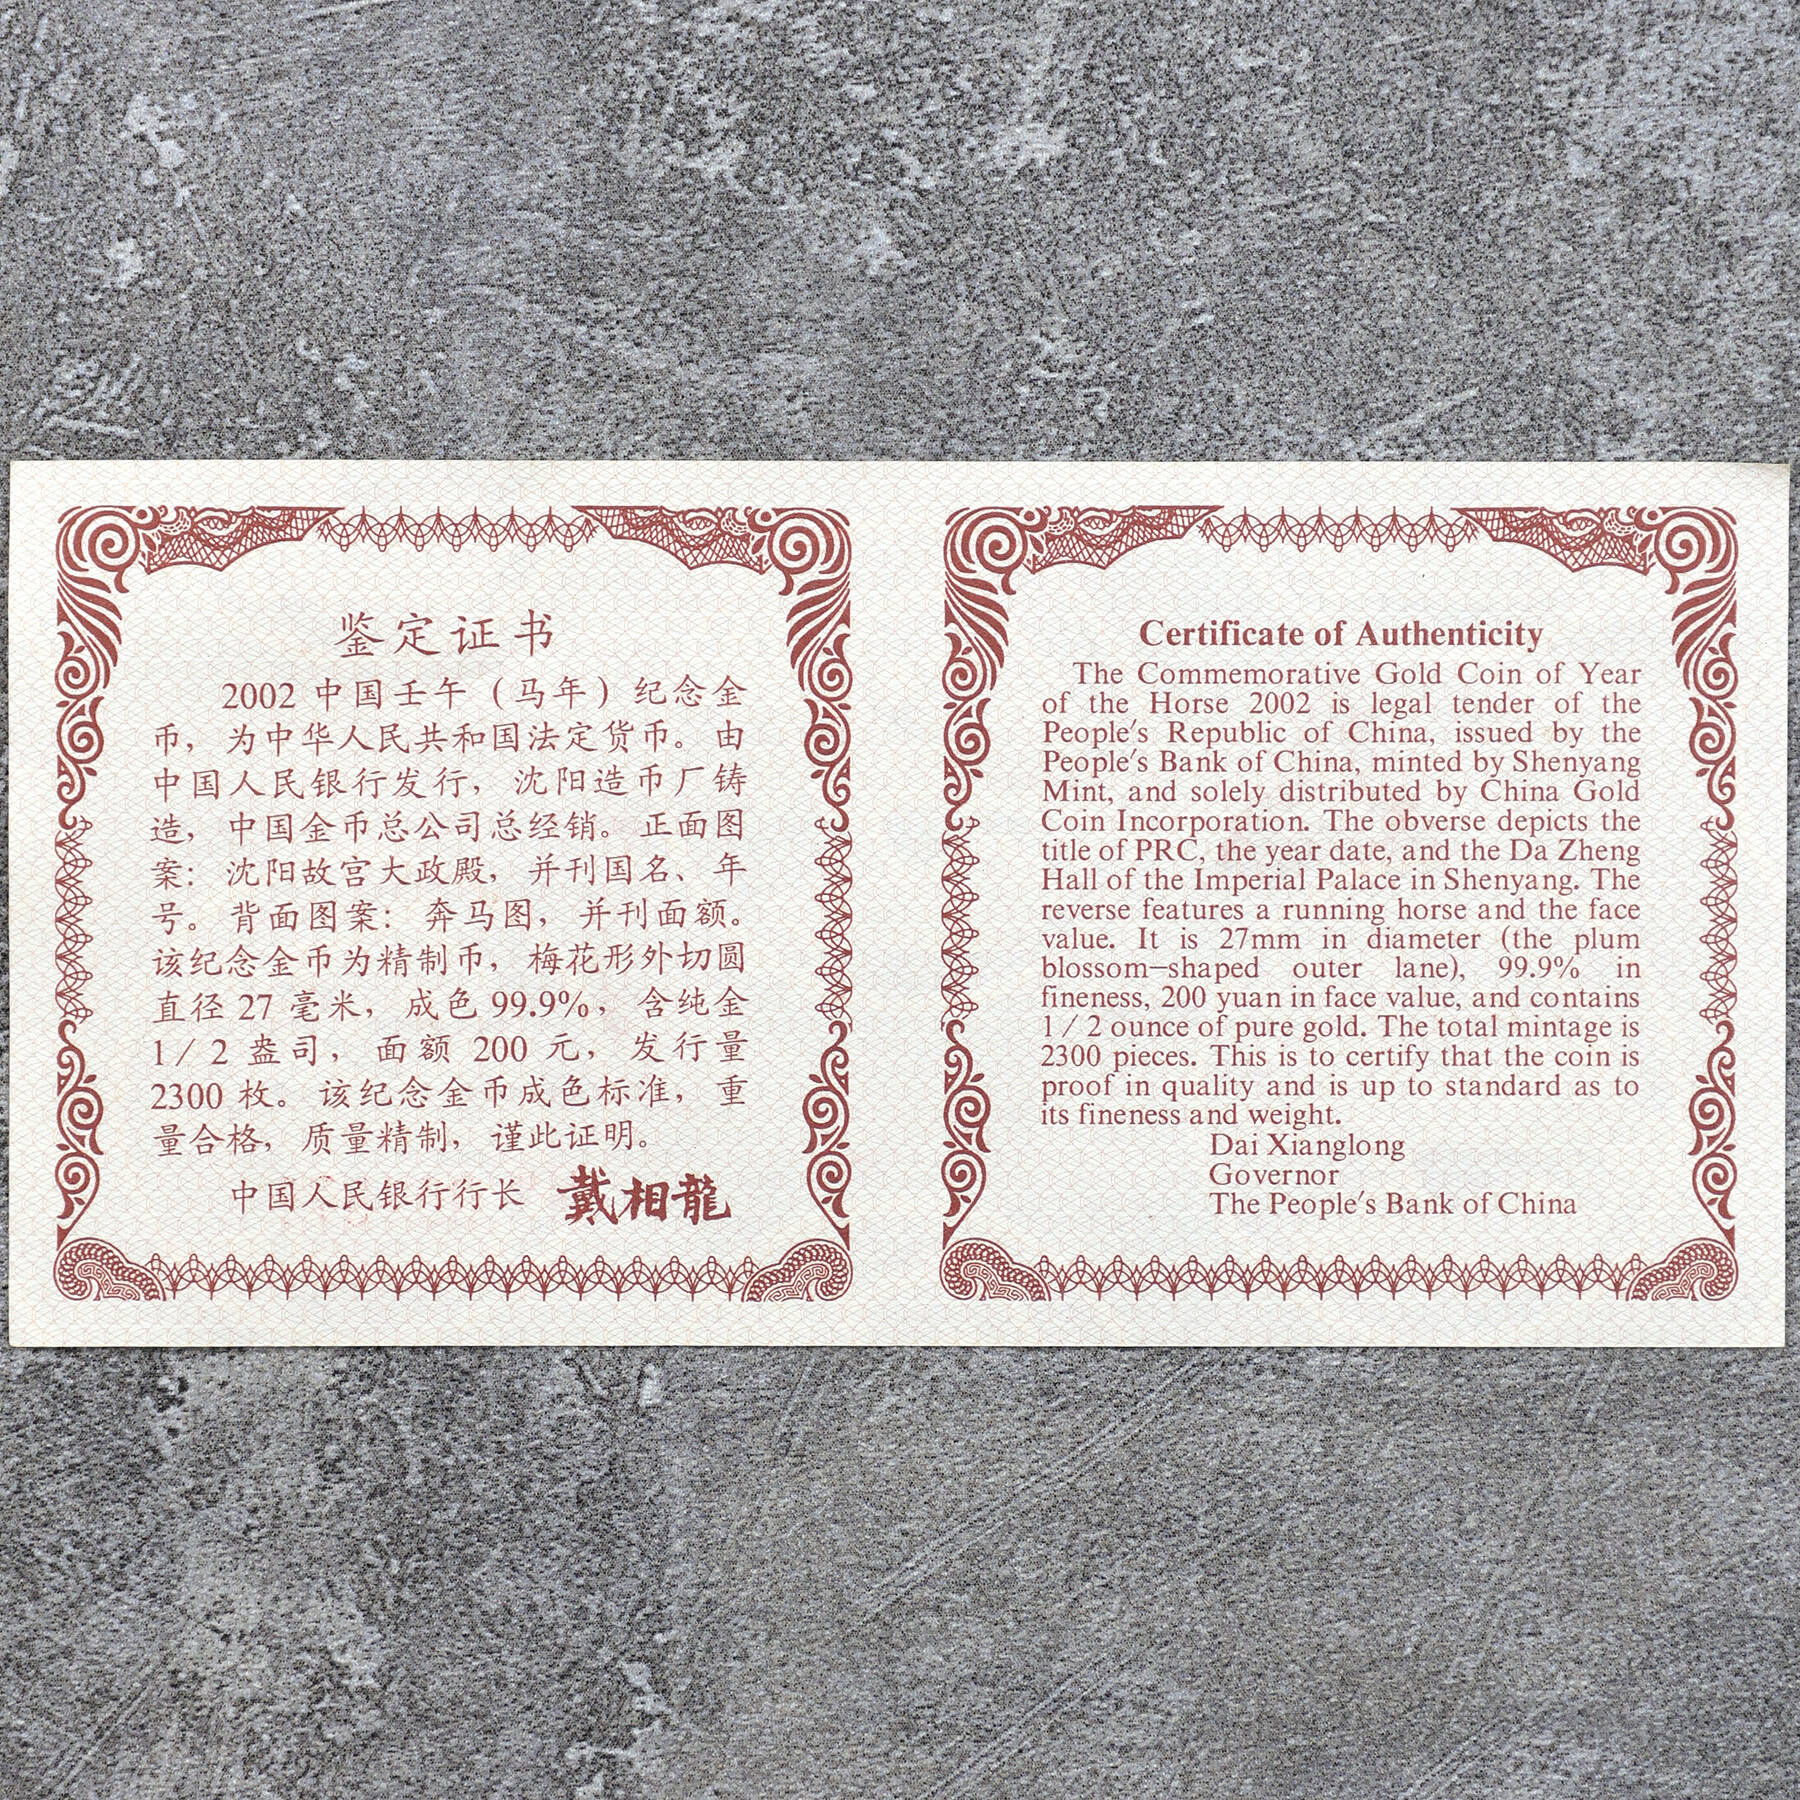 鉴定证书
2002 中国壬午（马年）纪念金
币，为中华人民共和国法定货币。由
中国人民银行发行，沈阳造币厂铸
造，中国金币总公司总经销。正面图
案：沈阳故宫大政殿，并刊国名、年
号。背面图案：奔马图，并刊面额。
该纪念金币为精制币，梅花形外切圆
直径 27 毫米，成色 99.9%，含纯金
1/2 盎司，面额 200 元，发行量
2300 枚。该纪念金币成色标准，重
量合格，质量精制，谨此证明。
中国人民银行行长 戴相龍
Certificate of Authenticity
The Commemorative Gold Coin of Year
of the Horse 2002 is legal tender of the
People's Republic of China, issued by the
People's Bank of China, minted by Shenyang
Mint, and solely distributed by China Gold
Coin Incorporation. The obverse depicts the
title of PRC, the year date, and the Da Zheng
Hall of the Imperial Palace in Shenyang. The
reverse features a running horse and the face
value. It is 27mm in diameter (the plum
blossom–shaped outer lane), 99.9% in
fineness, 200 yuan in face value, and contains
1/2 ounce of pure gold. The total mintage is
2300 pieces. This is to certify that the coin is
proof in quality and is up to standard as to
its fineness and weight.
Dai Xianglong
Governor
The People's Bank of China